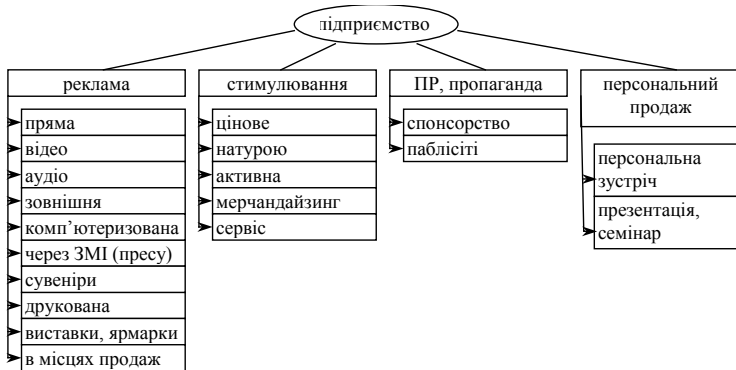 підприємство
реклама
стимулювання
ПР, пропаганда
персональний
продаж
пряма
відео
аудіо
зовнішня
комп’ютеризована
через ЗМІ (пресу)
сувеніри
друкована
виставки, ярмарки
в місцях продаж
цінове
натурою
активна
мерчандайзинг
сервіс
спонсорство
паблісіті
персональна
зустріч
презентація,
семінар